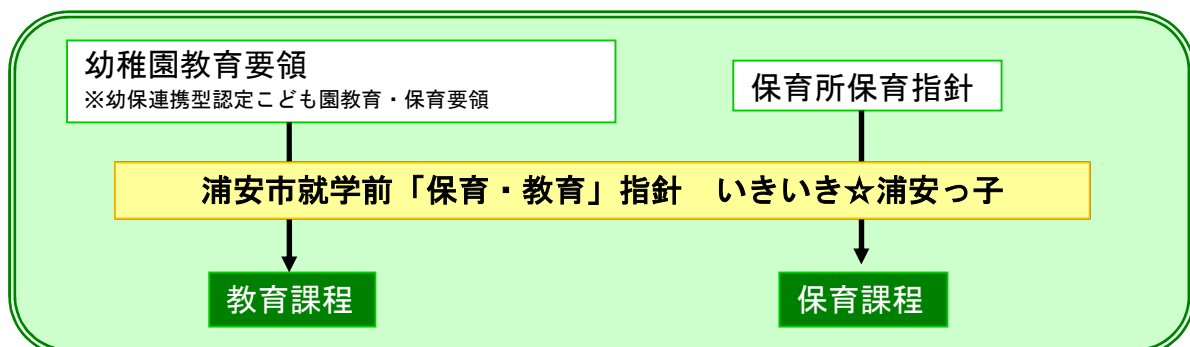 幼稚園教育要領
※幼保連携型認定こども園教育・保育要領
保育所保育指針
浦安市就学前「保育・教育」指針　いきいき☆浦安っ子
教育課程
保育課程